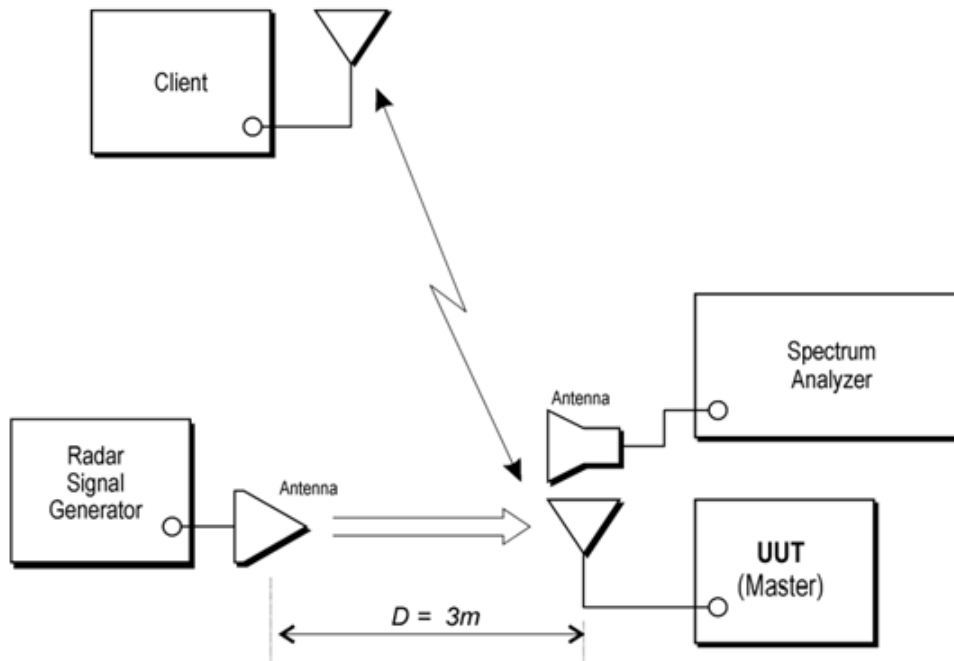 Client
Spectrum
Analyzer
Antenna
Radar
Signal
Generator
Antenna
UUT
(Master)
D = 3m